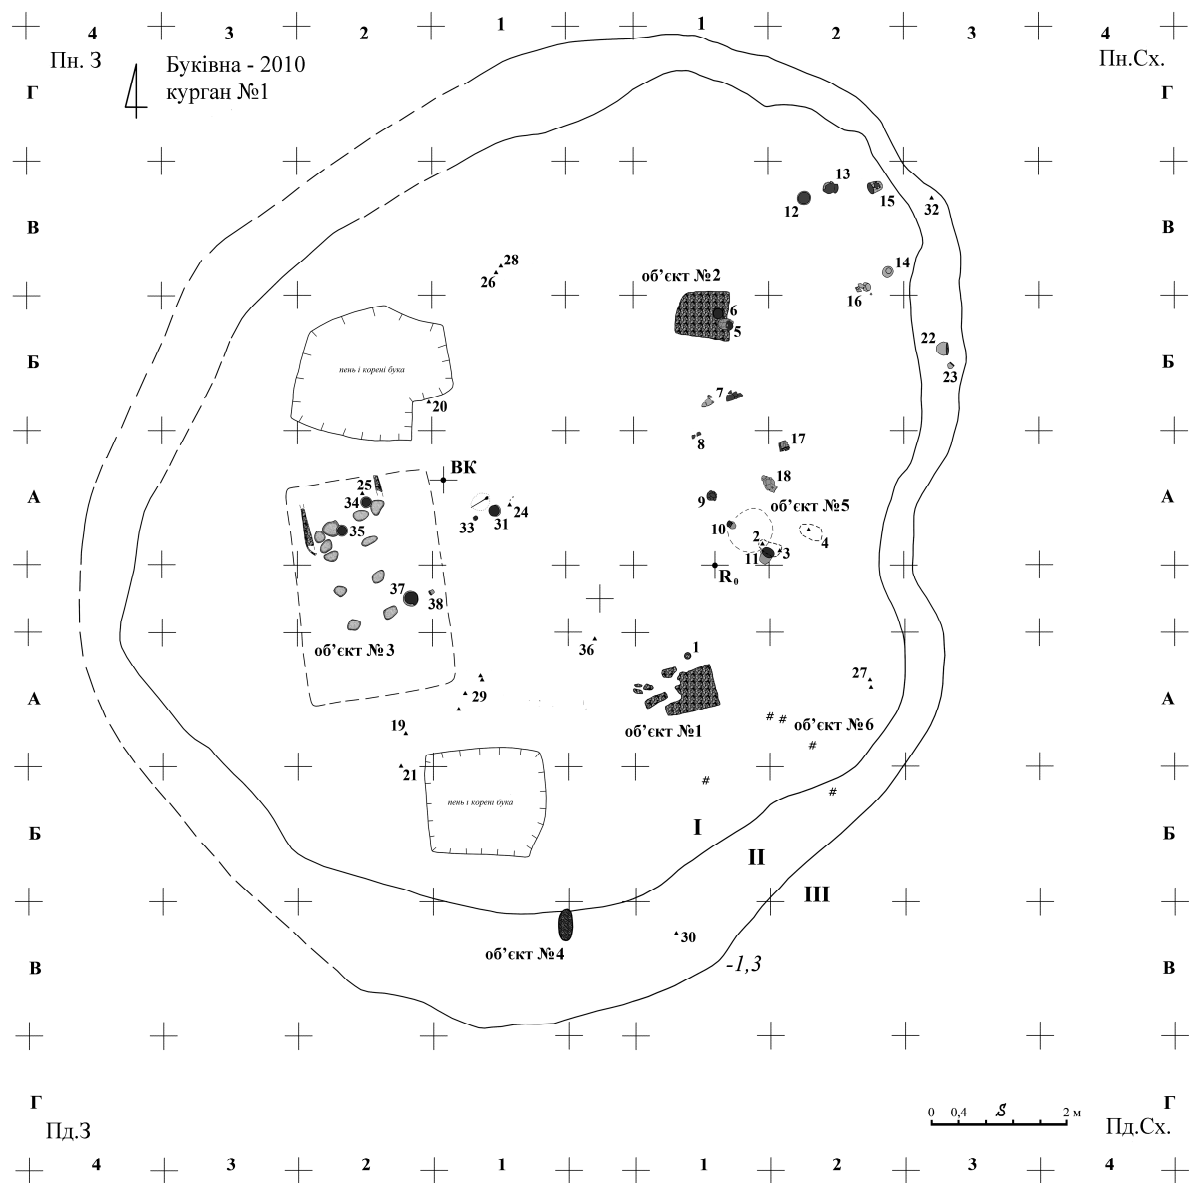 4 3 2 1 1 2 3 4
Пн. З
Буківна - 2010
Пн.Сх.
курган №1
Г Г
13
15
12
32
В В
28
26
14
16
об’єкт №2
6
5
22
23
Б Б
пень і корені бука
20
7
8
17
ВК
25
34
18
А А
9
об’єкт №5
24
31
33
35
10
2
4
3
11
R₀
37
38
36
1
об’єкт №3
27
29
А А
19
об’єкт №1
об’єкт №6
# #
#
21
#
#
пень і корені бука
I
Б Б
II
III
30
об’єкт №4
-1,3
В В
Г Г
0 0,4 S 2 м
Пд.З
Пд.Сх.
4 3 2 1 1 2 3 4